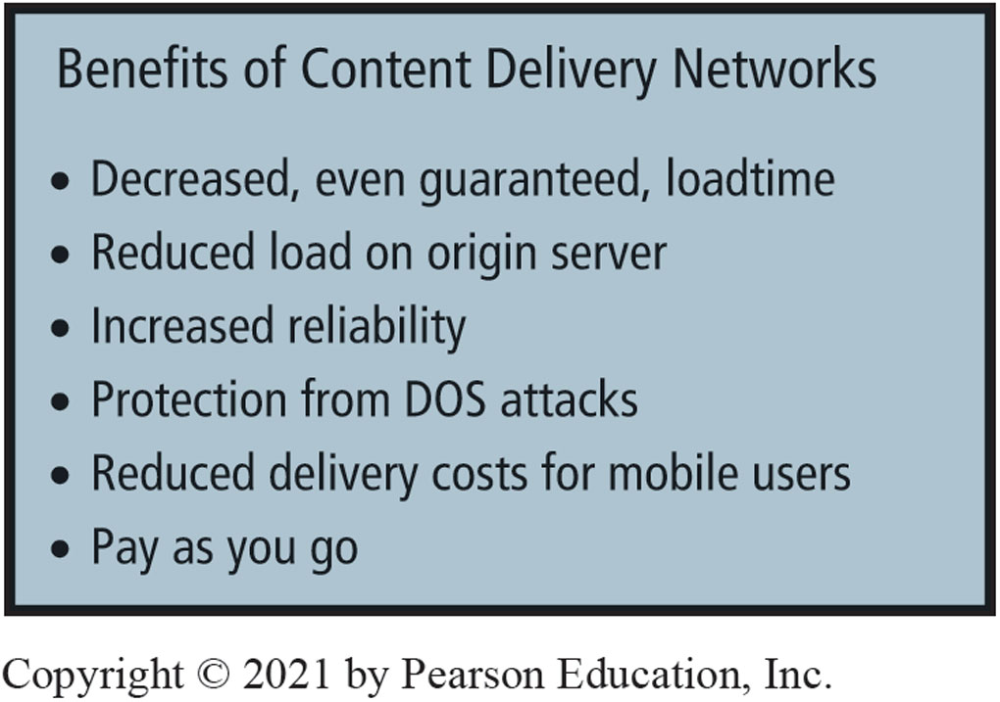 Benefits of Content Delivery Networks
• Decreased, even guaranteed, loadtime
• Reduced load on origin server
• Increased reliability
• Protection from DOS attacks
• Reduced delivery costs for mobile users
• Pay as you go
Copyright © 2021 by Pearson Education, Inc.